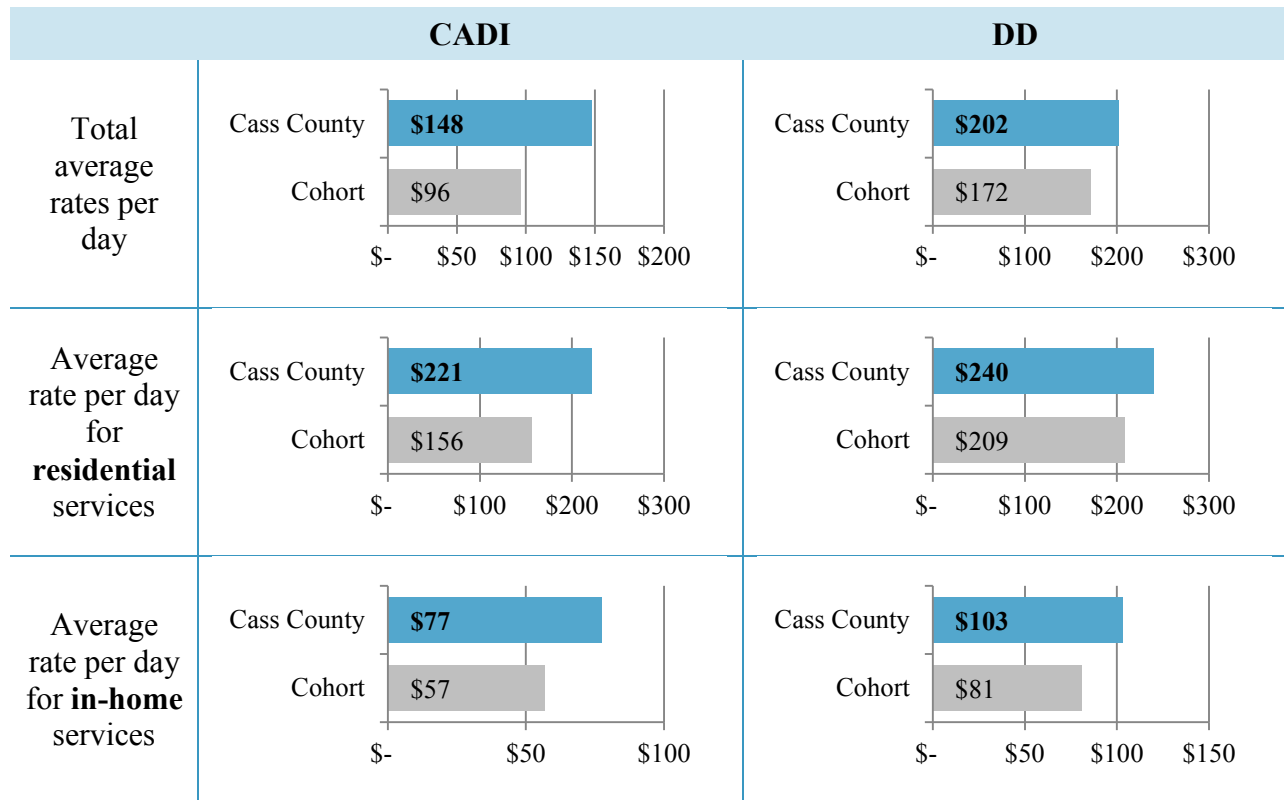 CADI DD
Total
average
rates per
day
Cass County $148
Cohort $96
$- $50 $100 $150 $200
Cass County $202
Cohort $172
$- $100 $200 $300
Average
rate per day
for
residential
services
Cass County $221
Cohort $156
$- $100 $200 $300
Cass County $240
Cohort $209
$- $100 $200 $300
Average
rate per day
for in-home
services
Cass County $77
Cohort $57
$- $50 $100
Cass County $103
Cohort $81
$- $50 $100 $150